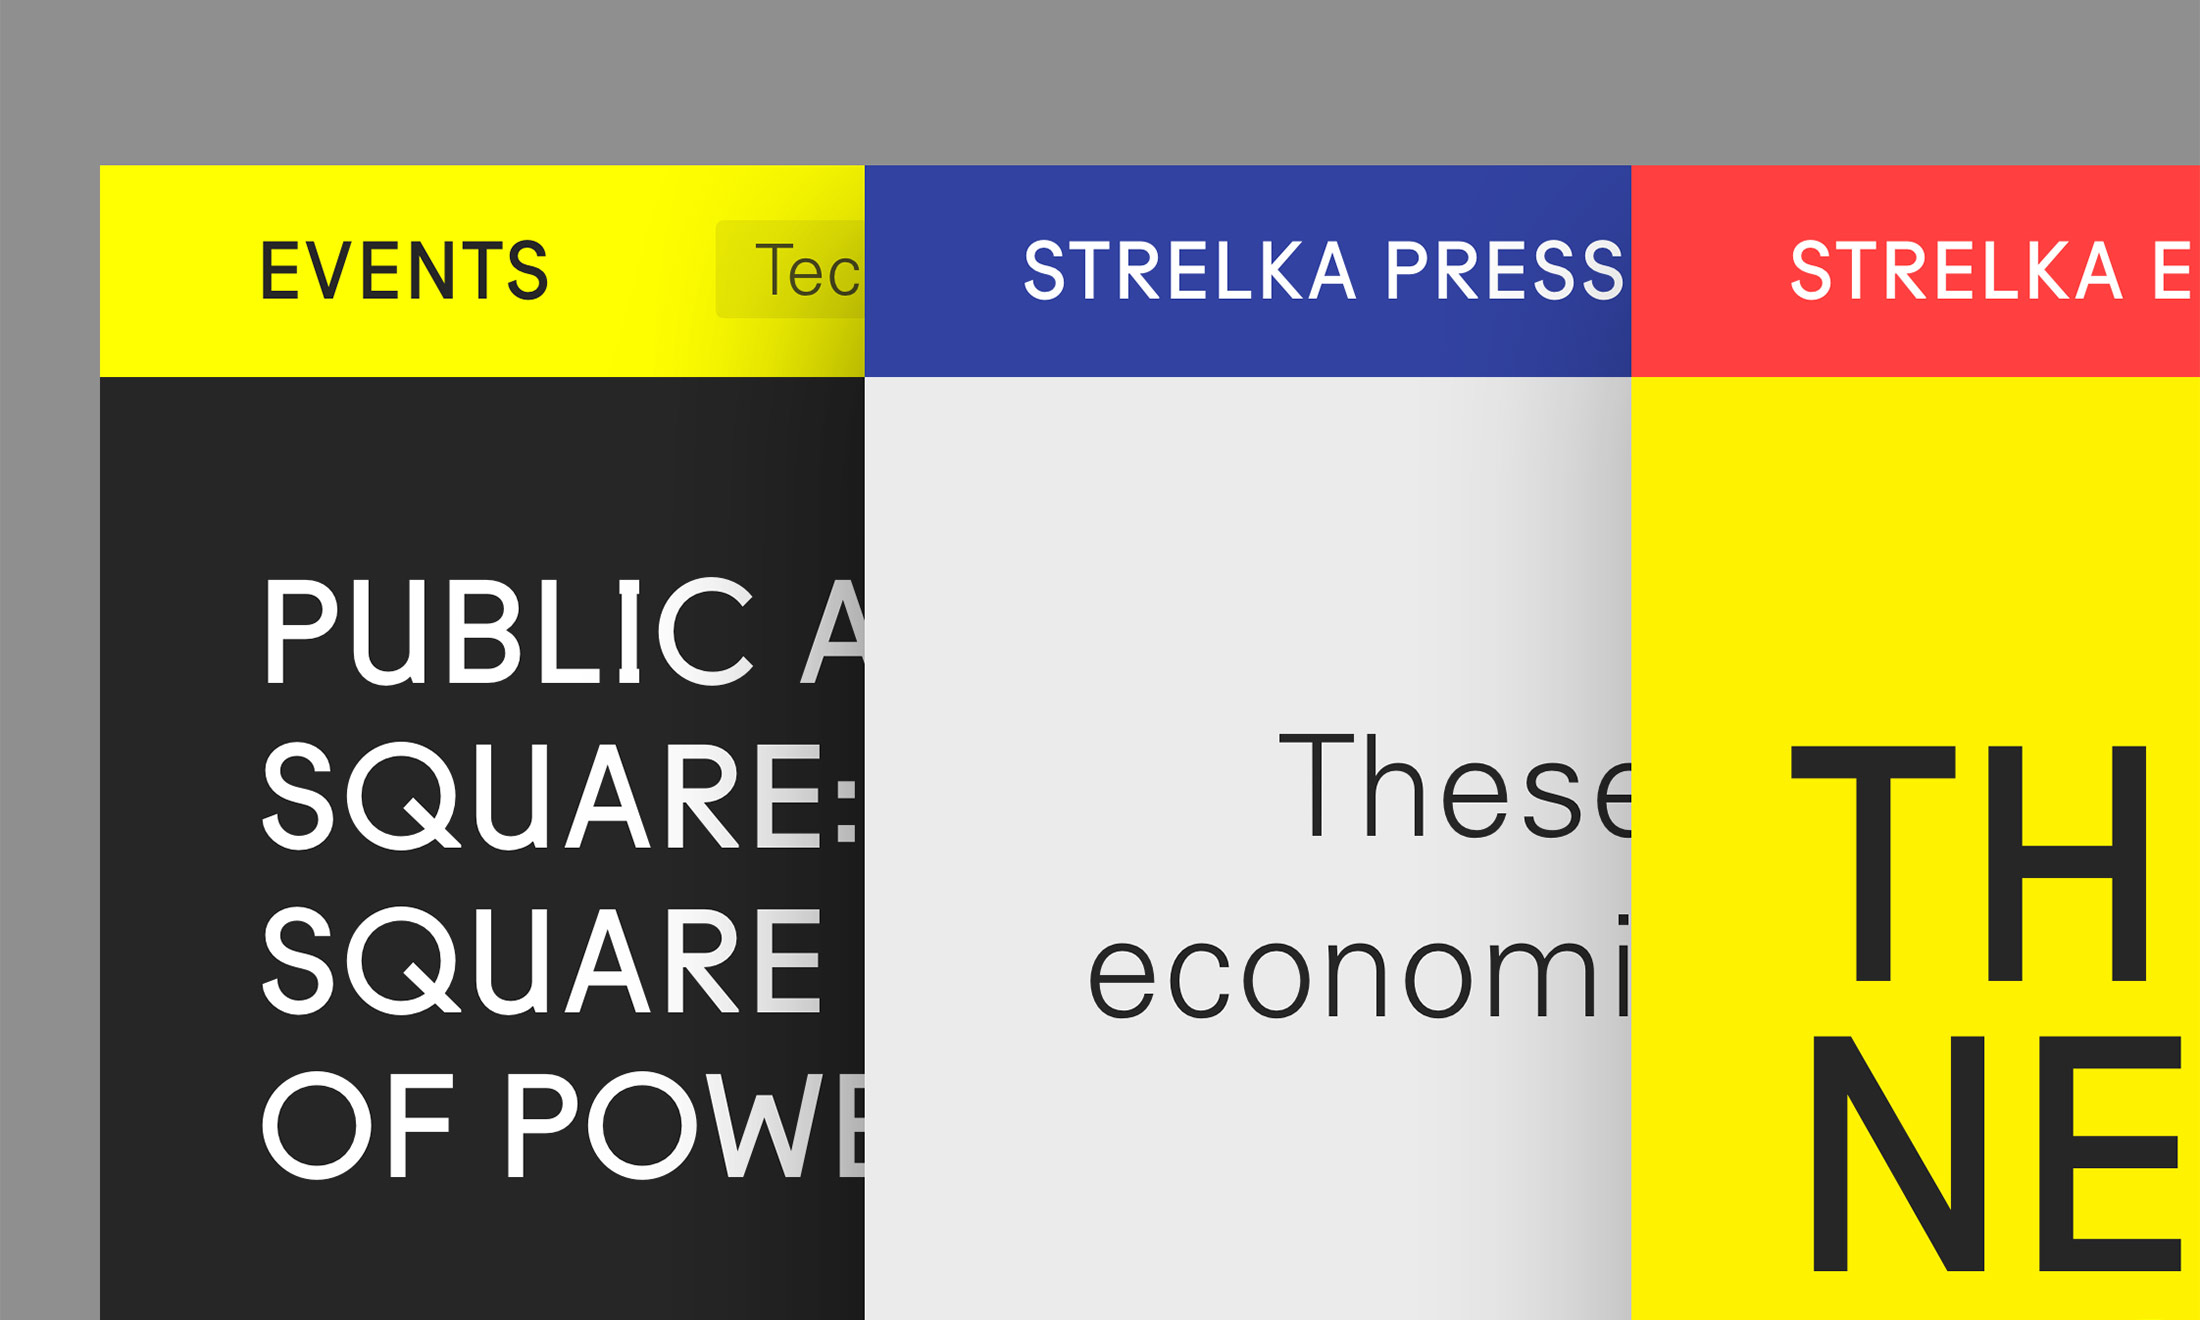 EVENTS
Tec
PUBLIC A
SQUARE:
SQUARE
OF POWE
STRELKA PRESS
These
economi
STRELKA E
TH
NE